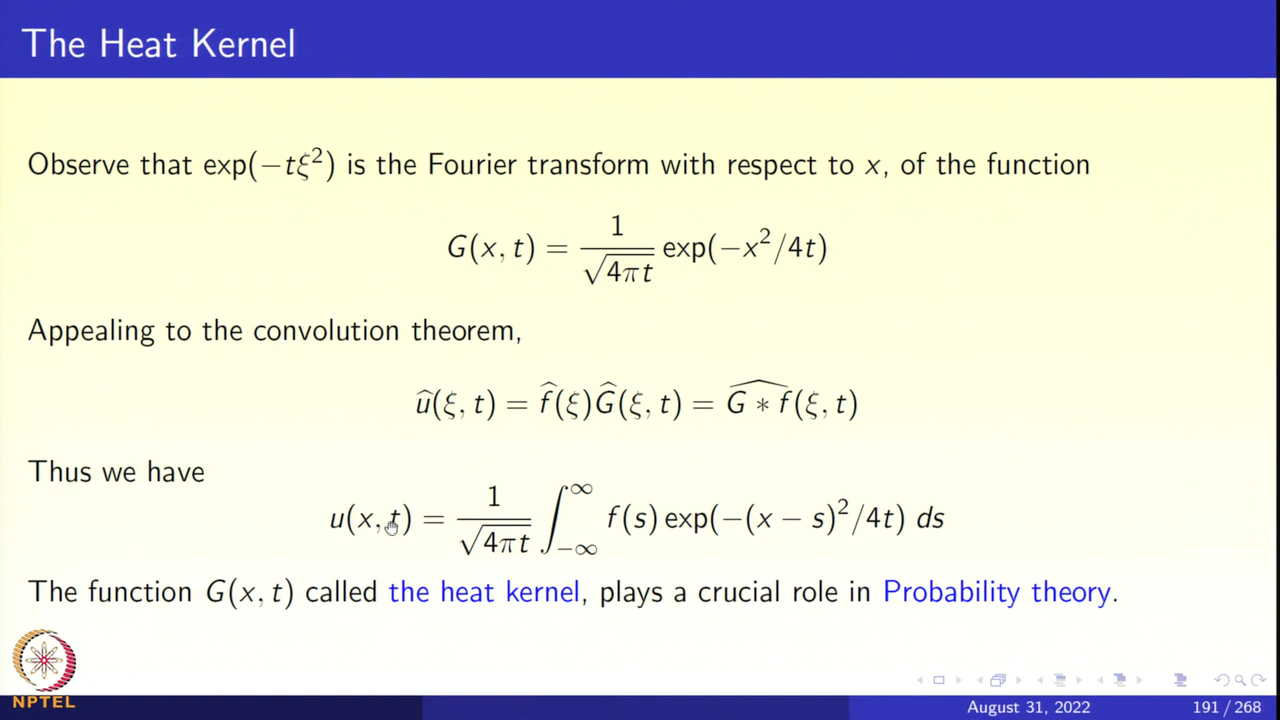 The Heat Kernel
Observe that exp(−tξ²) is the Fourier transform with respect to x, of the function
G(x, t) = 1/√4πt exp(−x²/4t)
Appealing to the convolution theorem,
û(ξ, t) = f̂(ξ)Ĝ(ξ, t) = \widehat{G ∗ f}(ξ, t)
Thus we have
u(x, t) = 1/√4πt ∫_{−∞}^{∞} f(s) exp(−(x − s)²/4t) ds
The function G(x, t) called the heat kernel, plays a crucial role in Probability theory.
NPTEL
August 31, 2022 191 / 268